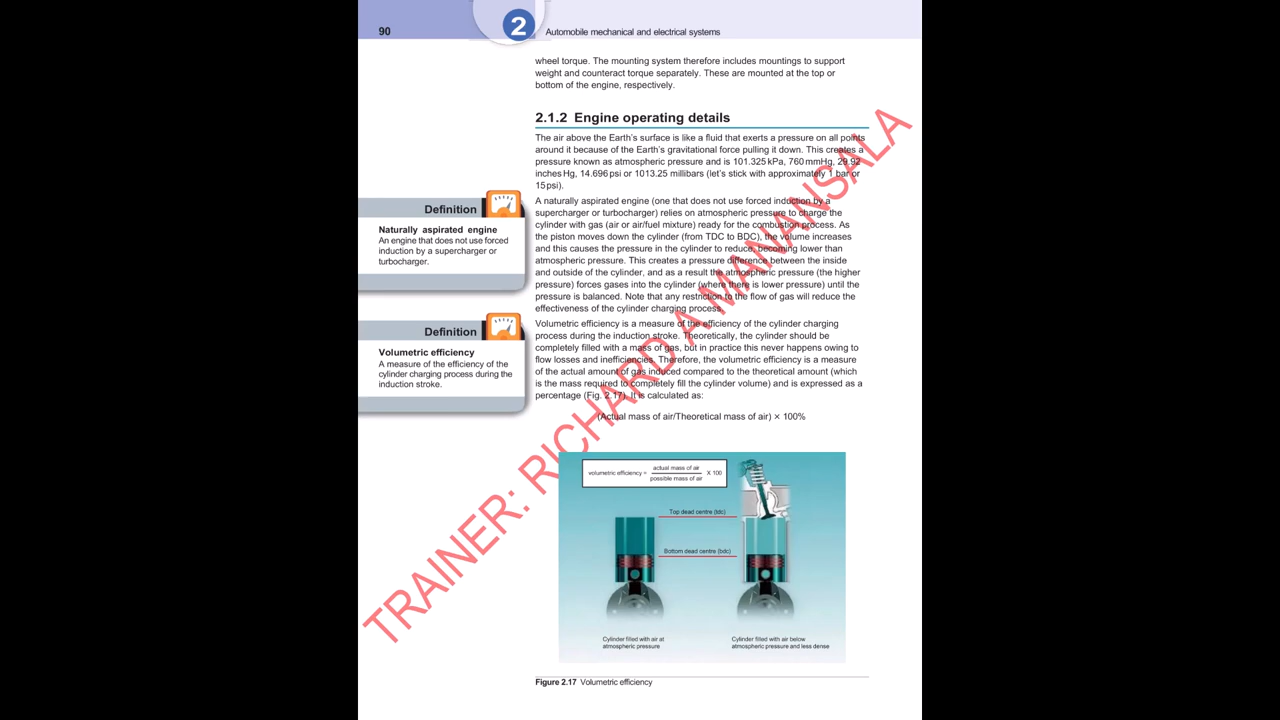 90
2
Automobile mechanical and electrical systems
wheel torque. The mounting system therefore includes mountings to support
weight and counteract torque separately. These are mounted at the top or
bottom of the engine, respectively.
2.1.2 Engine operating details
The air above the Earth's surface is like a fluid that exerts a pressure on all points
around it because of the Earth's gravitational force pulling it down. This creates a
pressure known as atmospheric pressure and is 101.325 kPa, 760 mmHg, 29.92
inches Hg, 14.696 psi or 1013.25 millibars (let's stick with approximately 1 bar or
15 psi).
A naturally aspirated engine (one that does not use forced induction by a
supercharger or turbocharger) relies on atmospheric pressure to charge the
cylinder with gas (air or air/fuel mixture) ready for the combustion process. As
the piston moves down the cylinder (from TDC to BDC), the volume increases
and this causes the pressure in the cylinder to reduce, becoming lower than
atmospheric pressure. This creates a pressure difference between the inside
and outside of the cylinder, and as a result the atmospheric pressure (the higher
pressure) forces gases into the cylinder (where there is lower pressure) until the
pressure is balanced. Note that any restriction to the flow of gas will reduce the
effectiveness of the cylinder charging process.
Definition
Naturally aspirated engine
An engine that does not use forced
induction by a supercharger or
turbocharger.
Definition
Volumetric efficiency
A measure of the efficiency of the
cylinder charging process during the
induction stroke.
Volumetric efficiency is a measure of the efficiency of the cylinder charging
process during the induction stroke. Theoretically, the cylinder should be
completely filled with a mass of gas, but in practice this never happens owing to
flow losses and inefficiencies. Therefore, the volumetric efficiency is a measure
of the actual amount of gas induced compared to the theoretical amount (which
is the mass required to completely fill the cylinder volume) and is expressed as a
percentage (Fig. 2.17). It is calculated as:
(Actual mass of air/Theoretical mass of air) × 100%
volumetric efficiency = actual mass of air / possible mass of air X 100
Top dead centre (tdc)
Bottom dead centre (bdc)
Cylinder filled with air at
atmospheric pressure
Cylinder filled with air below
atmospheric pressure and less dense
Figure 2.17 Volumetric efficiency
TRAINER: RICHARD A MANANSALA